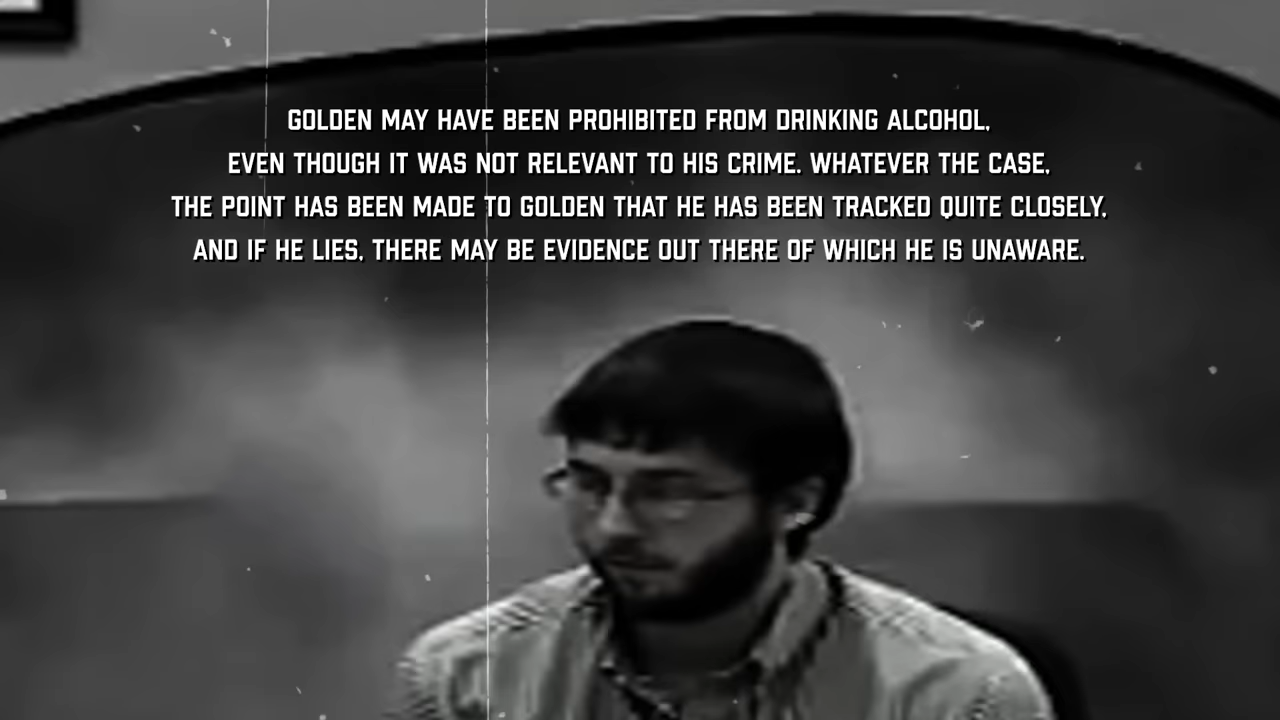 GOLDEN MAY HAVE BEEN PROHIBITED FROM DRINKING ALCOHOL,
EVEN THOUGH IT WAS NOT RELEVANT TO HIS CRIME. WHATEVER THE CASE,
THE POINT HAS BEEN MADE TO GOLDEN THAT HE HAS BEEN TRACKED QUITE CLOSELY,
AND IF HE LIES, THERE MAY BE EVIDENCE OUT THERE OF WHICH HE IS UNAWARE.